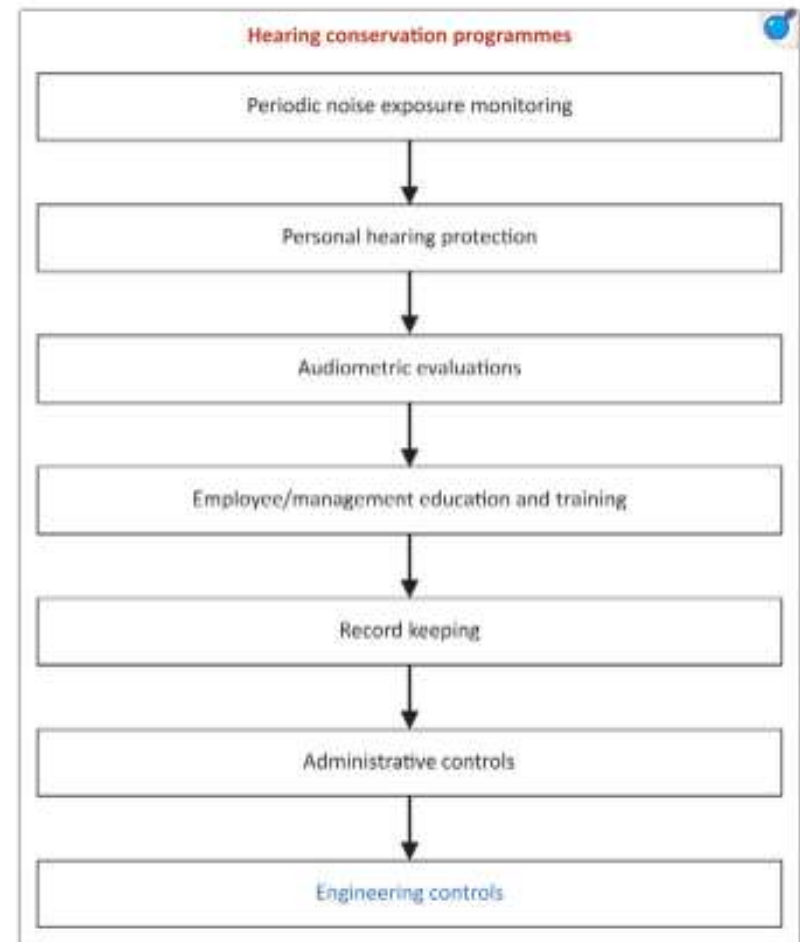 Hearing conservation programmes
Periodic noise exposure monitoring
Personal hearing protection
Audiometric evaluations
Employee/management education and training
Record keeping
Administrative controls
Engineering controls